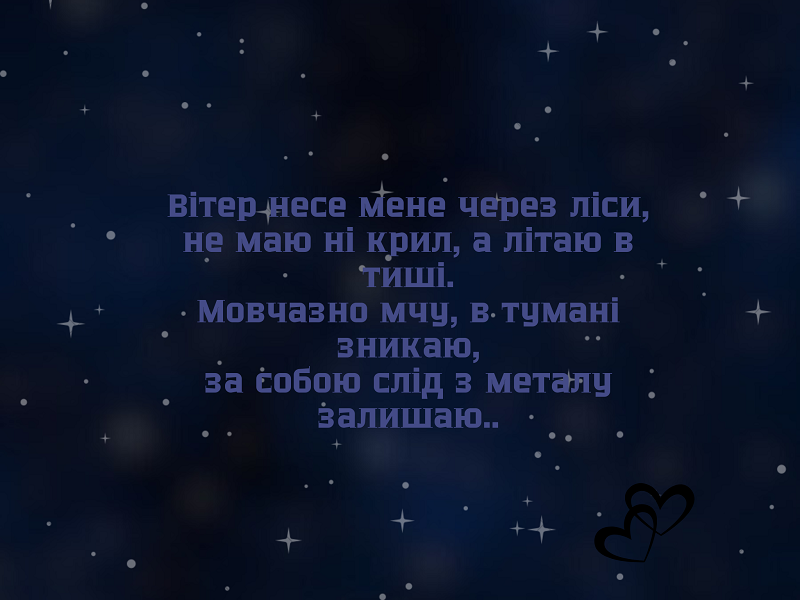 Вітер несе мене через ліси,
не маю ні крил, а літаю в
тиші.
Мовчазно мчу, в тумані
зникаю,
за собою слід з металу
залишаю..